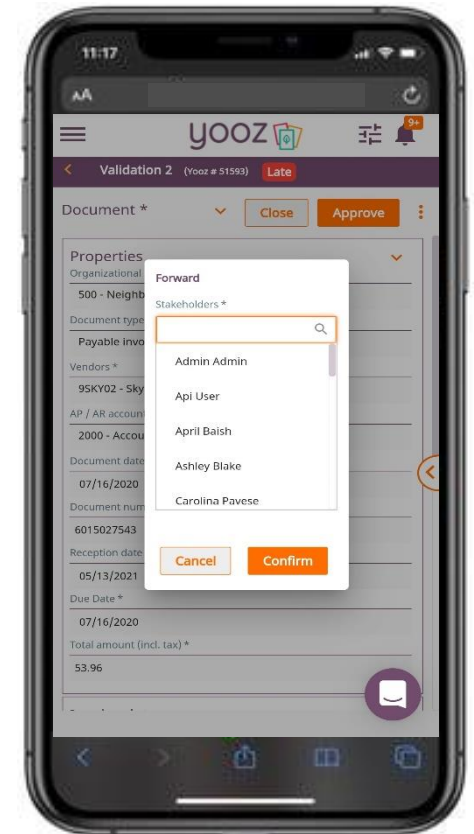 11:17
AA
yooz
9+
Validation 2 (Yooz # 51593) Late
Document * Close Approve
Properties
Organizational
500 - Neighb
Document type
Payable invo
Vendors *
9SKY02 - Sky
AP / AR accoun
2000 - Accou
Document date
07/16/2020
Document num
6015027543
Reception date
05/13/2021
Due Date *
07/16/2020
Total amount (incl. tax) *
53.96
Forward
Stakeholders *
Admin Admin
Api User
April Baish
Ashley Blake
Carolina Pavese
Cancel Confirm